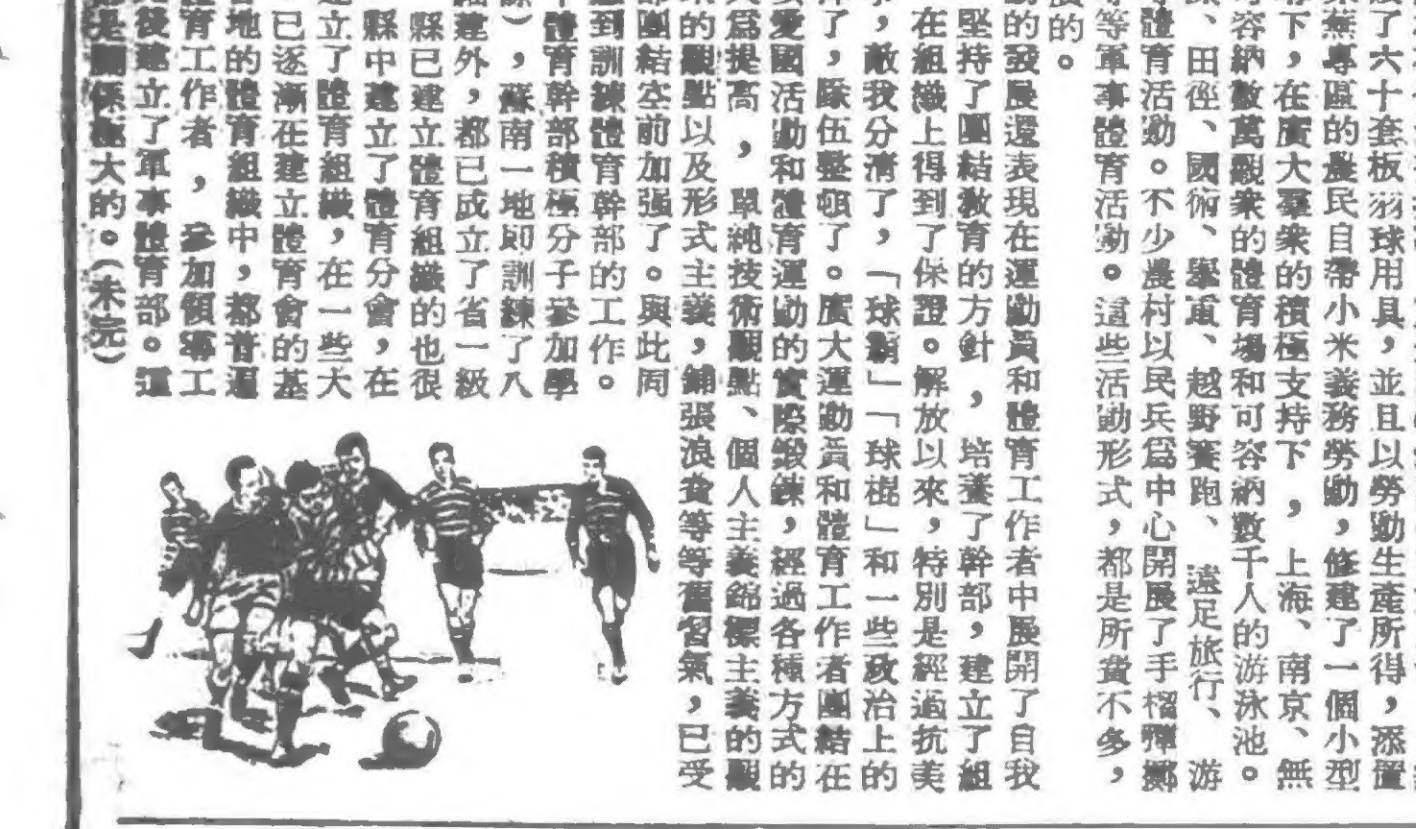 了六十套板羽球用具，並且以勞動生產所得，添置
無專區的農民自帶小米義務勞動，修建了一個小型
下，在廣大羣衆的積極支持下，上海、南京、無
容納數萬觀衆的體育場和可容納數千人的游泳池。
、田徑、國術、舉重、越野賽跑、遠足旅行、游
等體育活動。不少農村以民兵爲中心開展了手榴彈擲
等軍事體育活動。這些活動形式，都是所費不多，
的。
的發展還表現在運動員和體育工作者中展開了自我
堅持了團結教育的方針，培養了幹部，建立了組
在組織上得到了保證。解放以來，特別是經過抗美
，敵我分清了，「球霸」「球棍」和一些政治上的
了，隊伍整頓了。廣大運動員和體育工作者團結在
愛國活動和體育運動的實際鍛鍊，經過各種方式的
爲提高，單純技術觀點、個人主義錦標主義的觀
的觀點以及形式主義，鋪張浪費等等舊習氣，已受
團結空前加强了。與此同
到訓練體育幹部的工作。
體育幹部積極分子參加學
），蘇南一地即訓練了八
建外，都已成立了省一級
縣已建立體育組織的也很
縣中建立了體育分會，在
立了體育組織，在一些大
已逐漸在建立體育會的基
地的體育組織中，都普遍
育工作者，參加領導工
後建立了軍事體育部。這
是關係極大的。（未完）